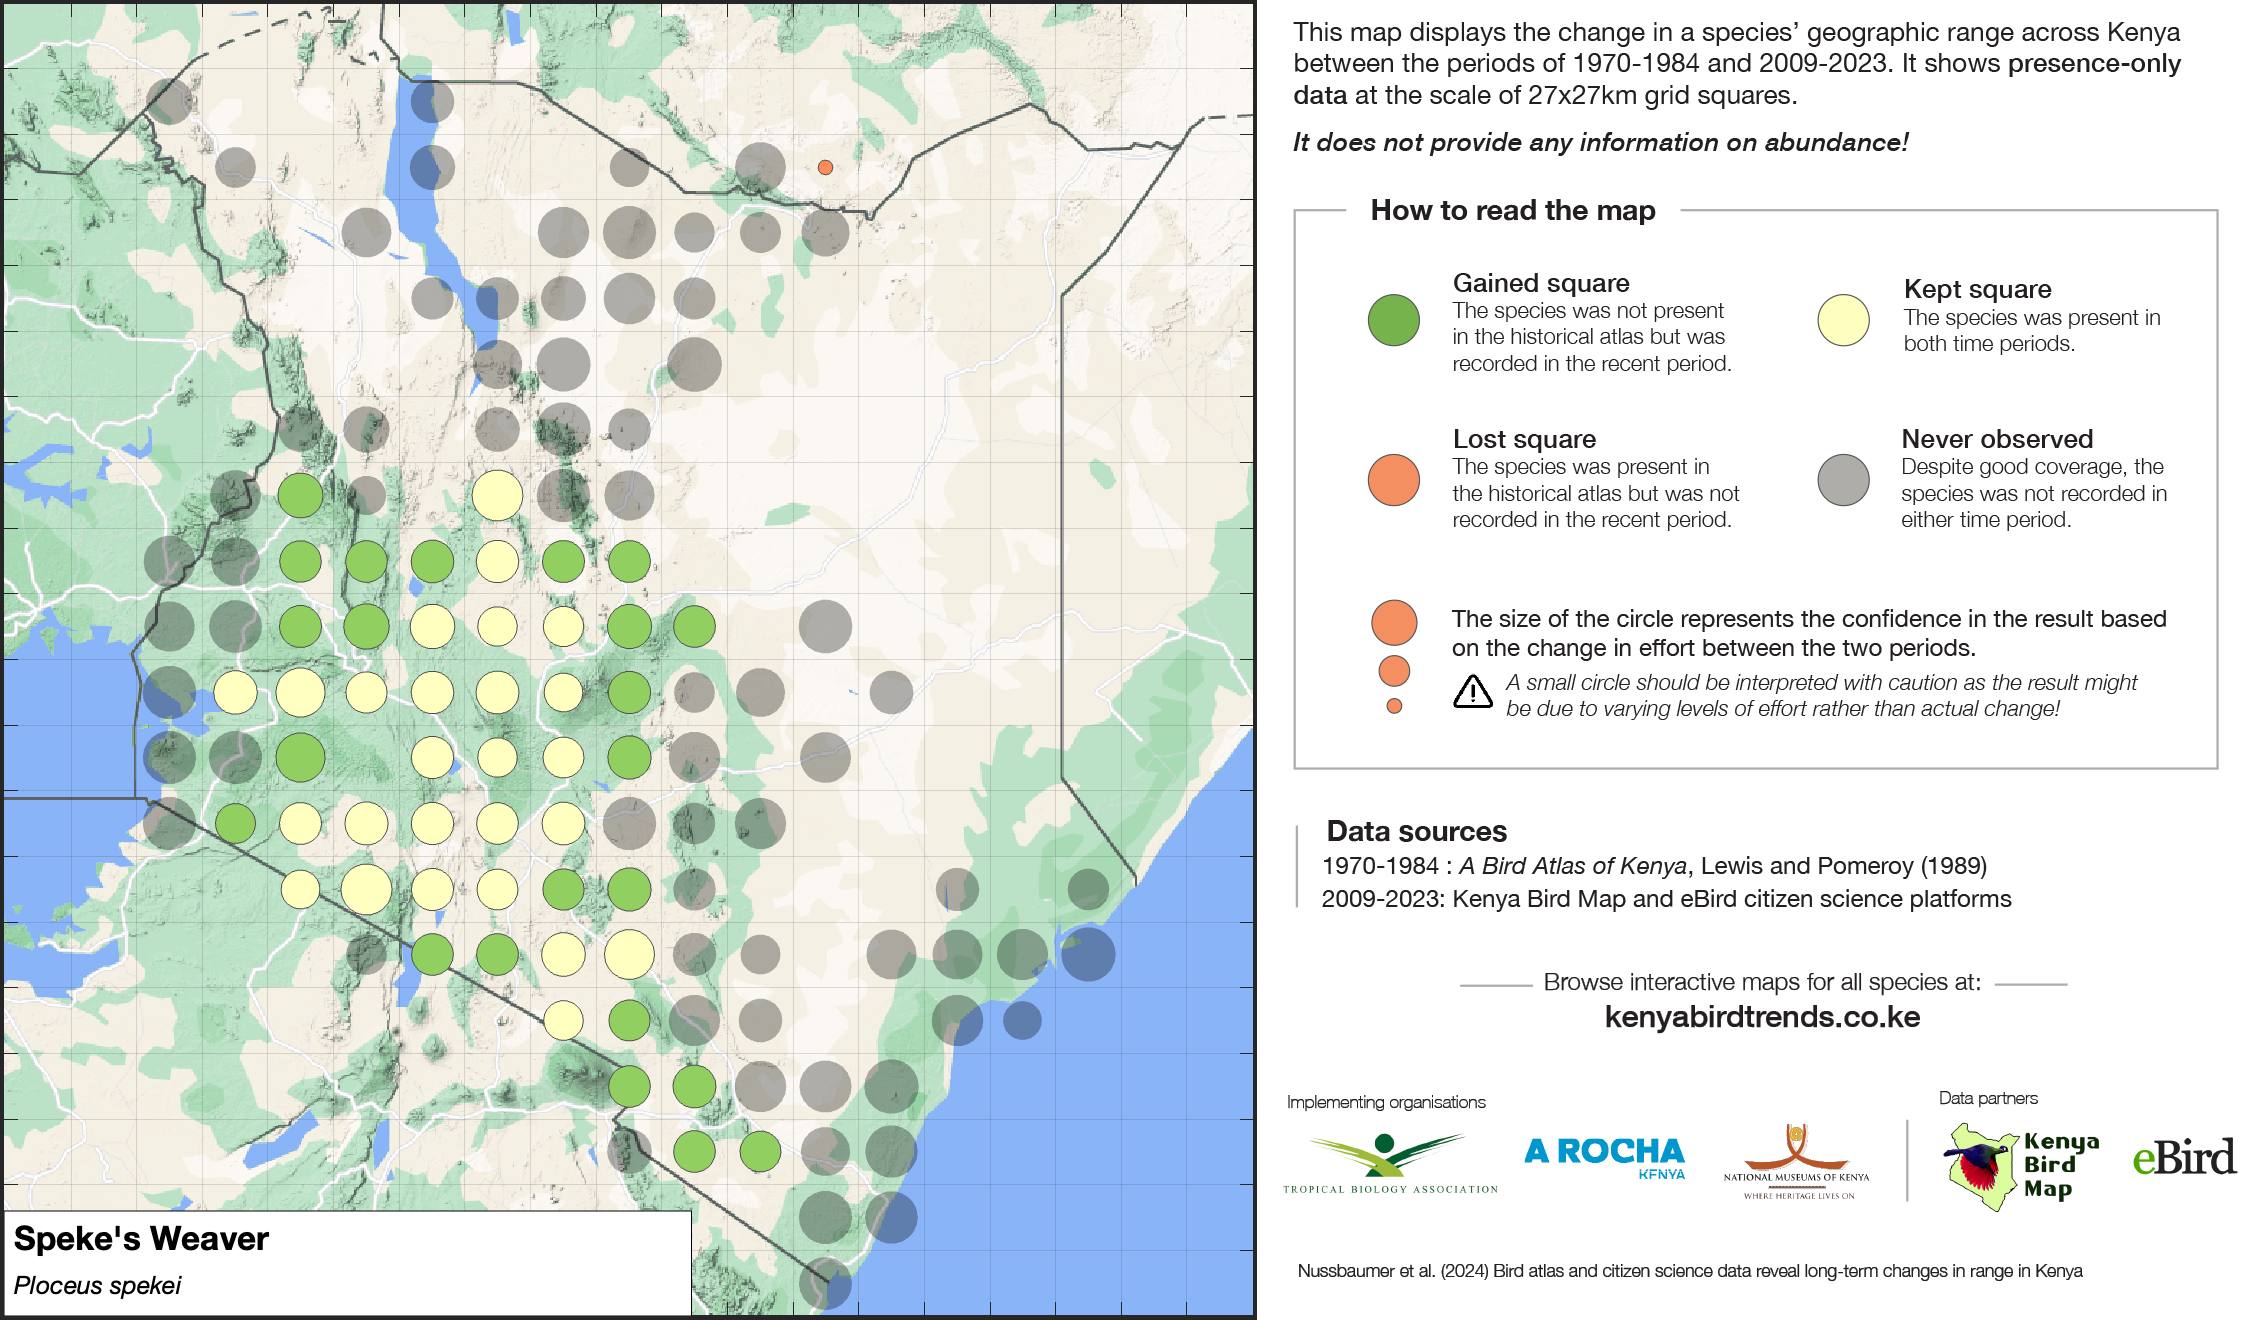 This map displays the change in a species’ geographic range across Kenya
between the periods of 1970-1984 and 2009-2023. It shows presence-only
data at the scale of 27x27km grid squares.
It does not provide any information on abundance!
How to read the map
Gained square
The species was not present
in the historical atlas but was
recorded in the recent period.
Kept square
The species was present in
both time periods.
Lost square
The species was present in
the historical atlas but was not
recorded in the recent period.
Never observed
Despite good coverage, the
species was not recorded in
either time period.
The size of the circle represents the confidence in the result based
on the change in effort between the two periods.
A small circle should be interpreted with caution as the result might
be due to varying levels of effort rather than actual change!
Data sources
1970-1984 : A Bird Atlas of Kenya, Lewis and Pomeroy (1989)
2009-2023: Kenya Bird Map and eBird citizen science platforms
Browse interactive maps for all species at:
kenyabirdtrends.co.ke
Implementing organisations
Data partners
TROPICAL BIOLOGY ASSOCIATION
A ROCHA
KENYA
NATIONAL MUSEUMS OF KENYA
WHERE HERITAGE LIVES ON
Kenya
Bird
Map
eBird
Nussbaumer et al. (2024) Bird atlas and citizen science data reveal long-term changes in range in Kenya
Speke's Weaver
Ploceus spekei